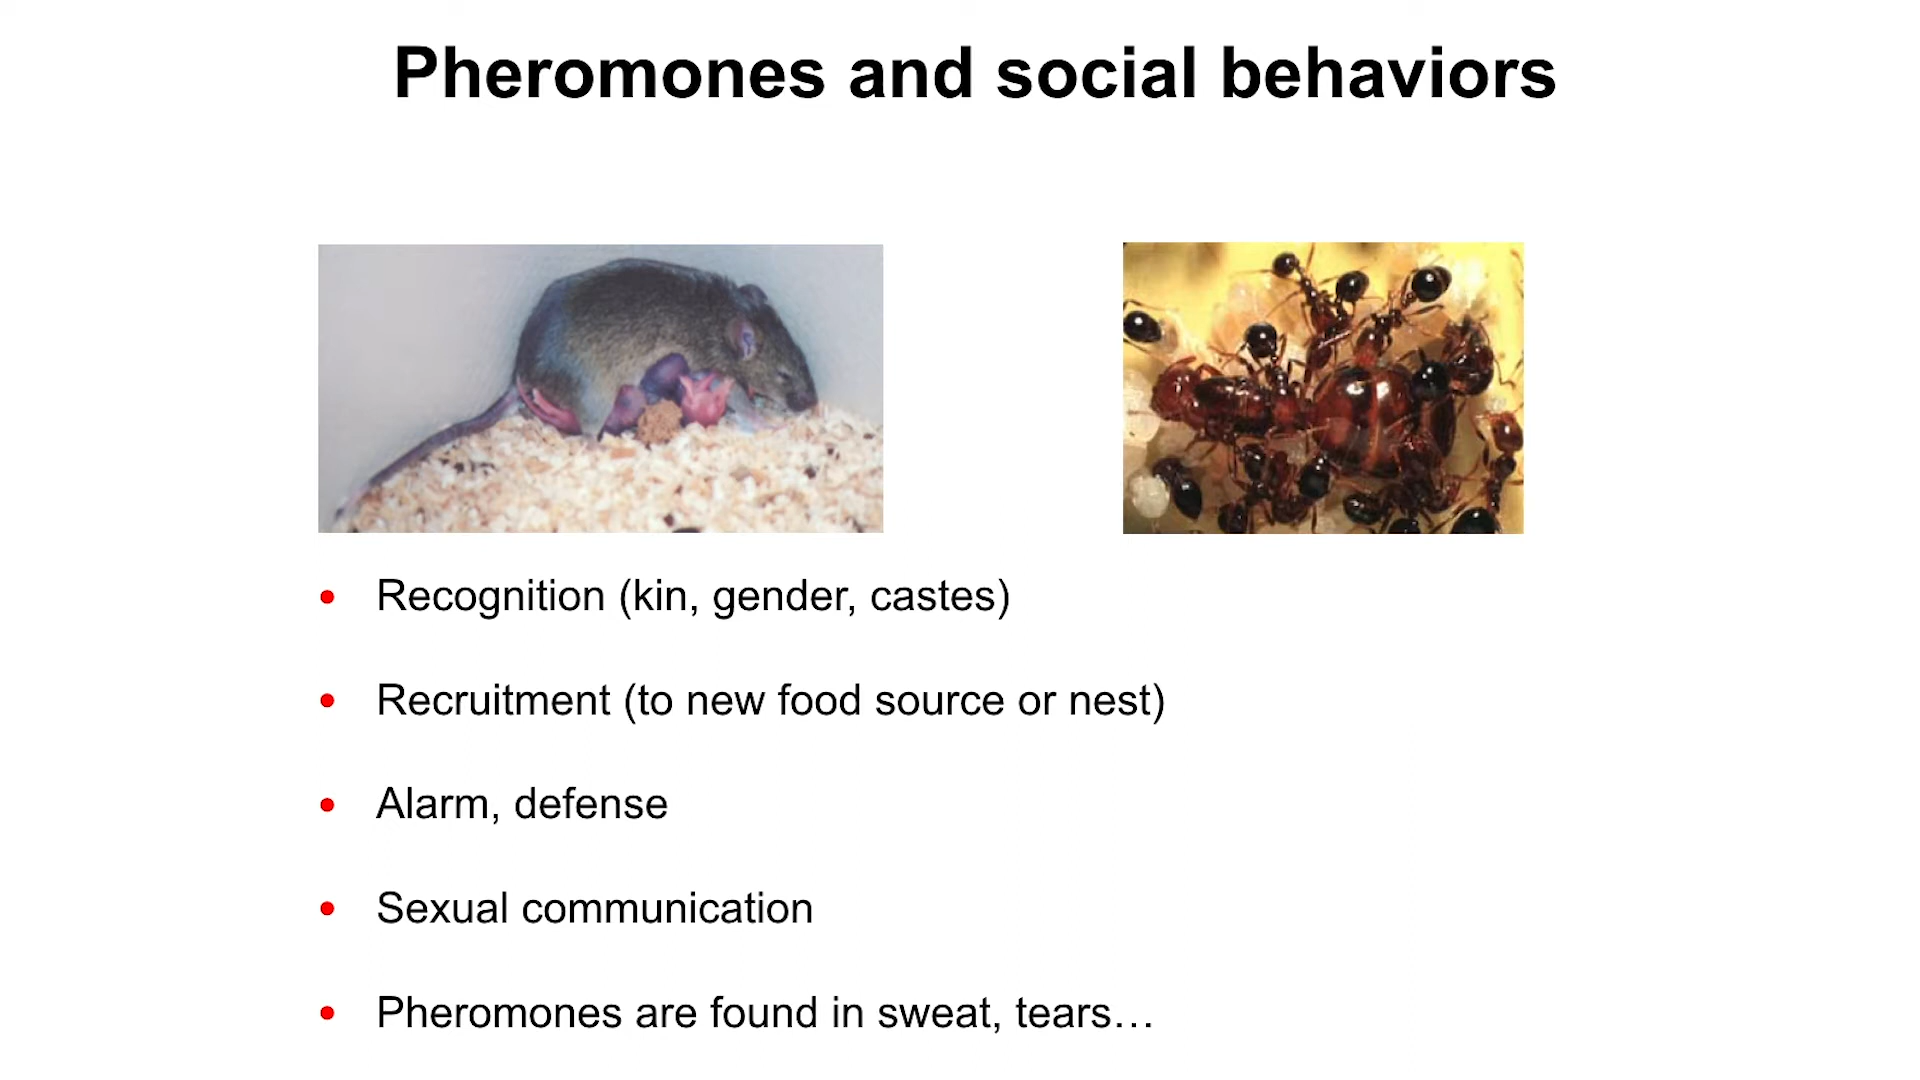 Pheromones and social behaviors
• Recognition (kin, gender, castes)
• Recruitment (to new food source or nest)
• Alarm, defense
• Sexual communication
• Pheromones are found in sweat, tears…